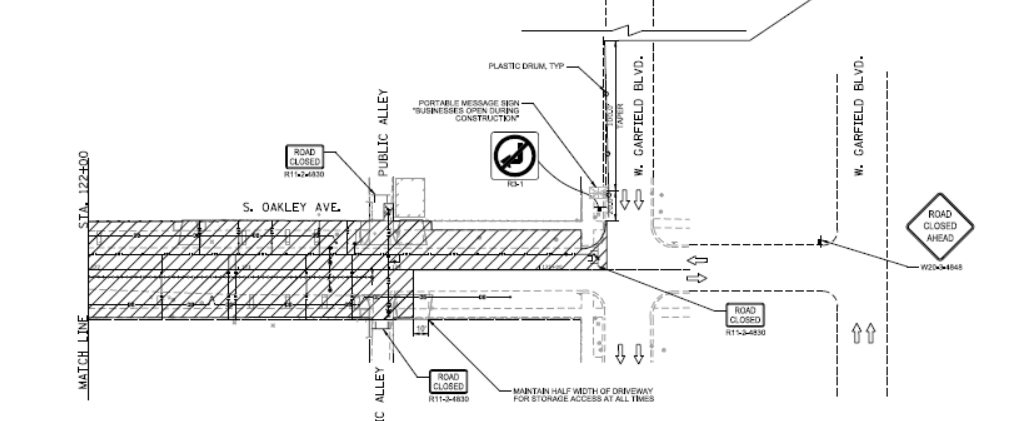 PLASTIC DRUM, TYP
PORTABLE MESSAGE SIGN
"BUSINESSES OPEN DURING
CONSTRUCTION"
TAPER
W. GARFIELD BLVD.
W. GARFIELD BLVD.
PUBLIC ALLEY
ROAD
CLOSED
R11-2-4830
R3-1
STA. 122+00
S. OAKLEY AVE.
ROAD
CLOSED
AHEAD
W20-3-4848
ROAD
CLOSED
R11-2-4830
MATCH LINE
10'
ROAD
CLOSED
R11-2-4830
MAINTAIN HALF WIDTH OF DRIVEWAY
FOR STORAGE ACCESS AT ALL TIMES
IC ALLEY